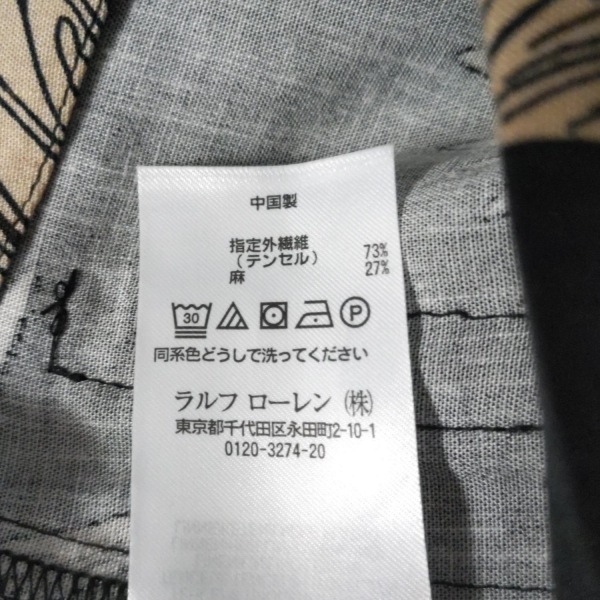 中国製
指定外繊維
（テンセル） 73%
麻 27%
30 P
同系色どうしで洗ってください
ラルフ ローレン（株）
東京都千代田区永田町2-10-1
0120-3274-20